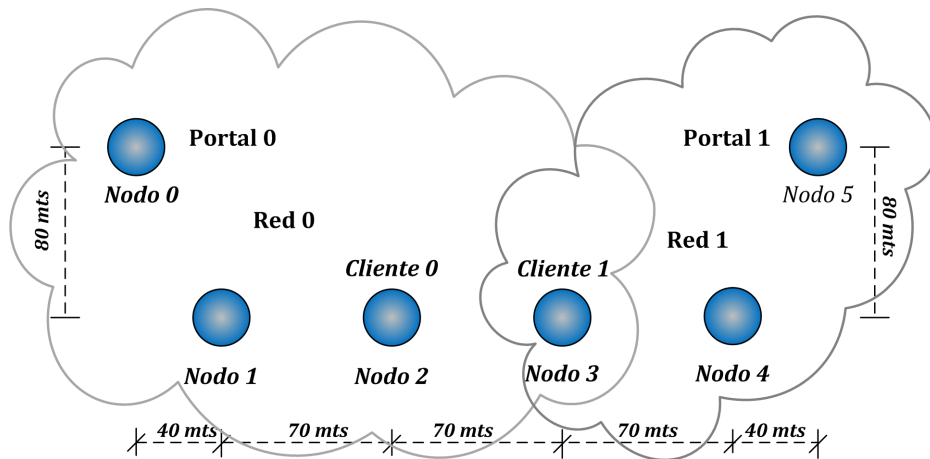 Portal 0
Portal 1
Nodo 0
Nodo 5
80 mts
80 mts
Red 0
Red 1
Cliente 0
Cliente 1
Nodo 1
Nodo 2
Nodo 3
Nodo 4
40 mts
70 mts
70 mts
70 mts
40 mts